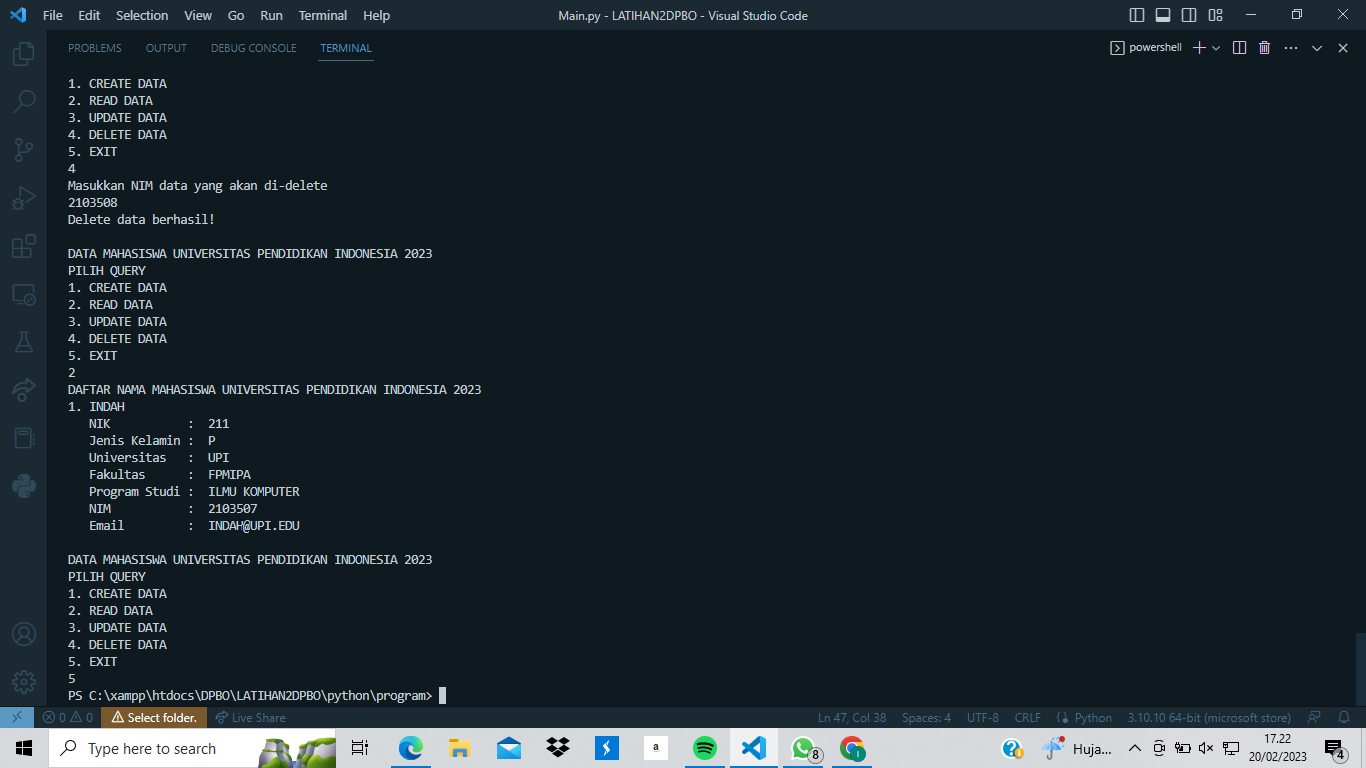 File Edit Selection View Go Run Terminal Help Main.py - LATIHAN2DPBO - Visual Studio Code
PROBLEMS OUTPUT DEBUG CONSOLE TERMINAL powershell
1. CREATE DATA
2. READ DATA
3. UPDATE DATA
4. DELETE DATA
5. EXIT
4
Masukkan NIM data yang akan di-delete
2103508
Delete data berhasil!
DATA MAHASISWA UNIVERSITAS PENDIDIKAN INDONESIA 2023
PILIH QUERY
1. CREATE DATA
2. READ DATA
3. UPDATE DATA
4. DELETE DATA
5. EXIT
2
DAFTAR NAMA MAHASISWA UNIVERSITAS PENDIDIKAN INDONESIA 2023
1. INDAH
NIK : 211
Jenis Kelamin : P
Universitas : UPI
Fakultas : FPMIPA
Program Studi : ILMU KOMPUTER
NIM : 2103507
Email : INDAH@UPI.EDU
DATA MAHASISWA UNIVERSITAS PENDIDIKAN INDONESIA 2023
PILIH QUERY
1. CREATE DATA
2. READ DATA
3. UPDATE DATA
4. DELETE DATA
5. EXIT
5
PS C:\xampp\htdocs\DPBO\LATIHAN2DPBO\python\program>
0 0 Select folder. Live Share Ln 47, Col 38 Spaces: 4 UTF-8 CRLF Python 3.10.10 64-bit (microsoft store)
Type here to search a 8 Huja... 17.22
20/02/2023 4